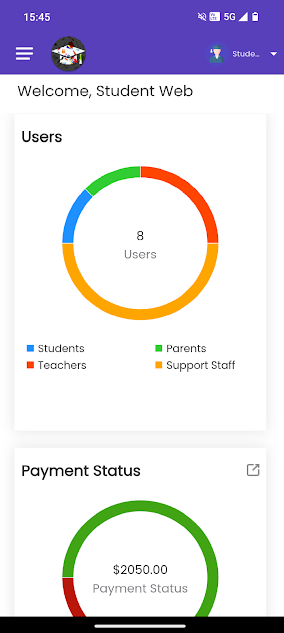 15:45
5G
Stude...
Welcome, Student Web
Users
8
Users
Students
Parents
Teachers
Support Staff
Payment Status
$2050.00
Payment Status